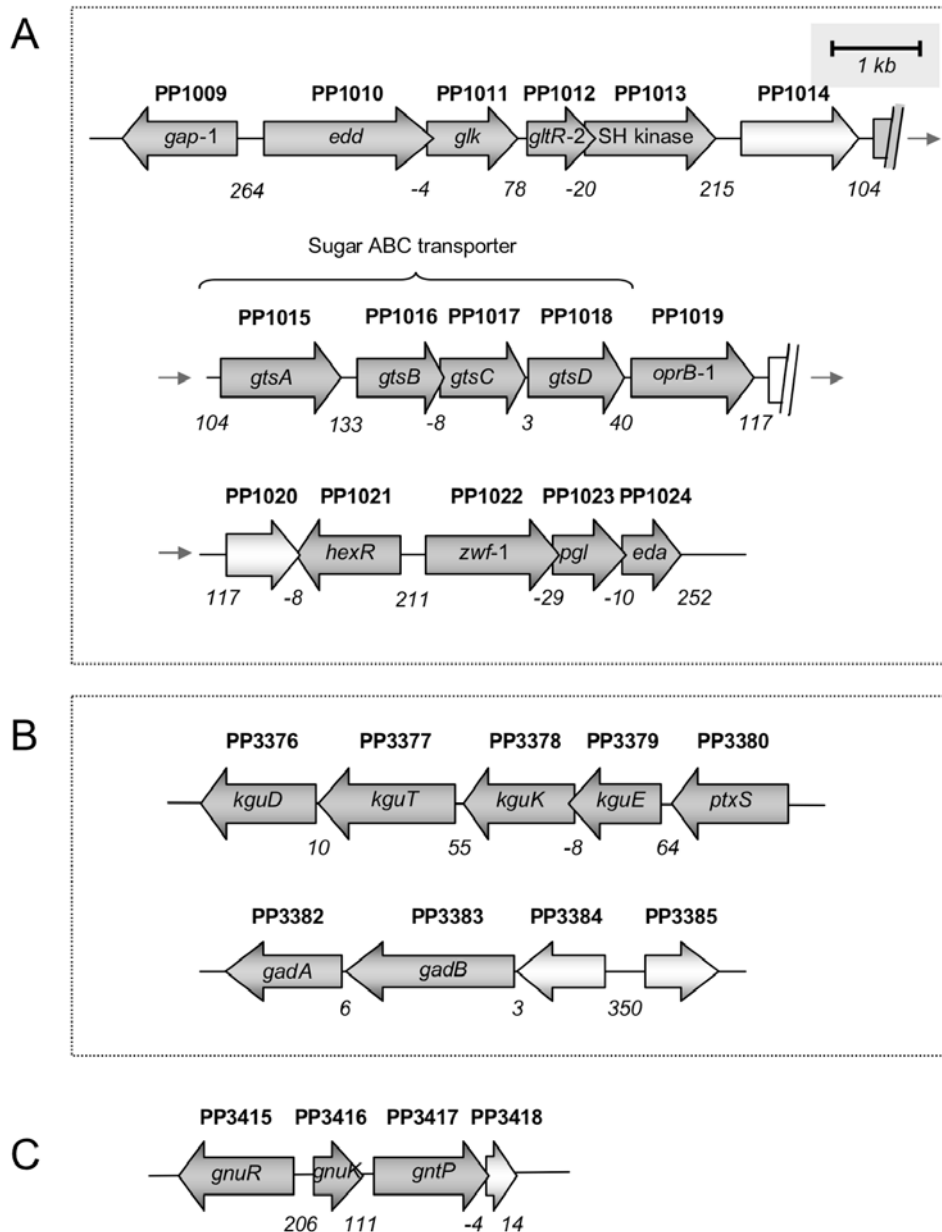 A
1 kb
PP1009 PP1010 PP1011 PP1012 PP1013 PP1014
gap-1 edd glk gltR-2 SH kinase
264 -4 78 -20 215 104
Sugar ABC transporter
PP1015 PP1016 PP1017 PP1018 PP1019
gtsA gtsB gtsC gtsD oprB-1
104 133 -8 3 40 117
PP1020 PP1021 PP1022 PP1023 PP1024
hexR zwf-1 pgl eda
117 -8 211 -29 -10 252
B
PP3376 PP3377 PP3378 PP3379 PP3380
kguD kguT kguK kguE ptxS
10 55 -8 64
PP3382 PP3383 PP3384 PP3385
gadA gadB
6 3 350
C
PP3415 PP3416 PP3417 PP3418
gnuR gnuK gntP
206 111 -4 14